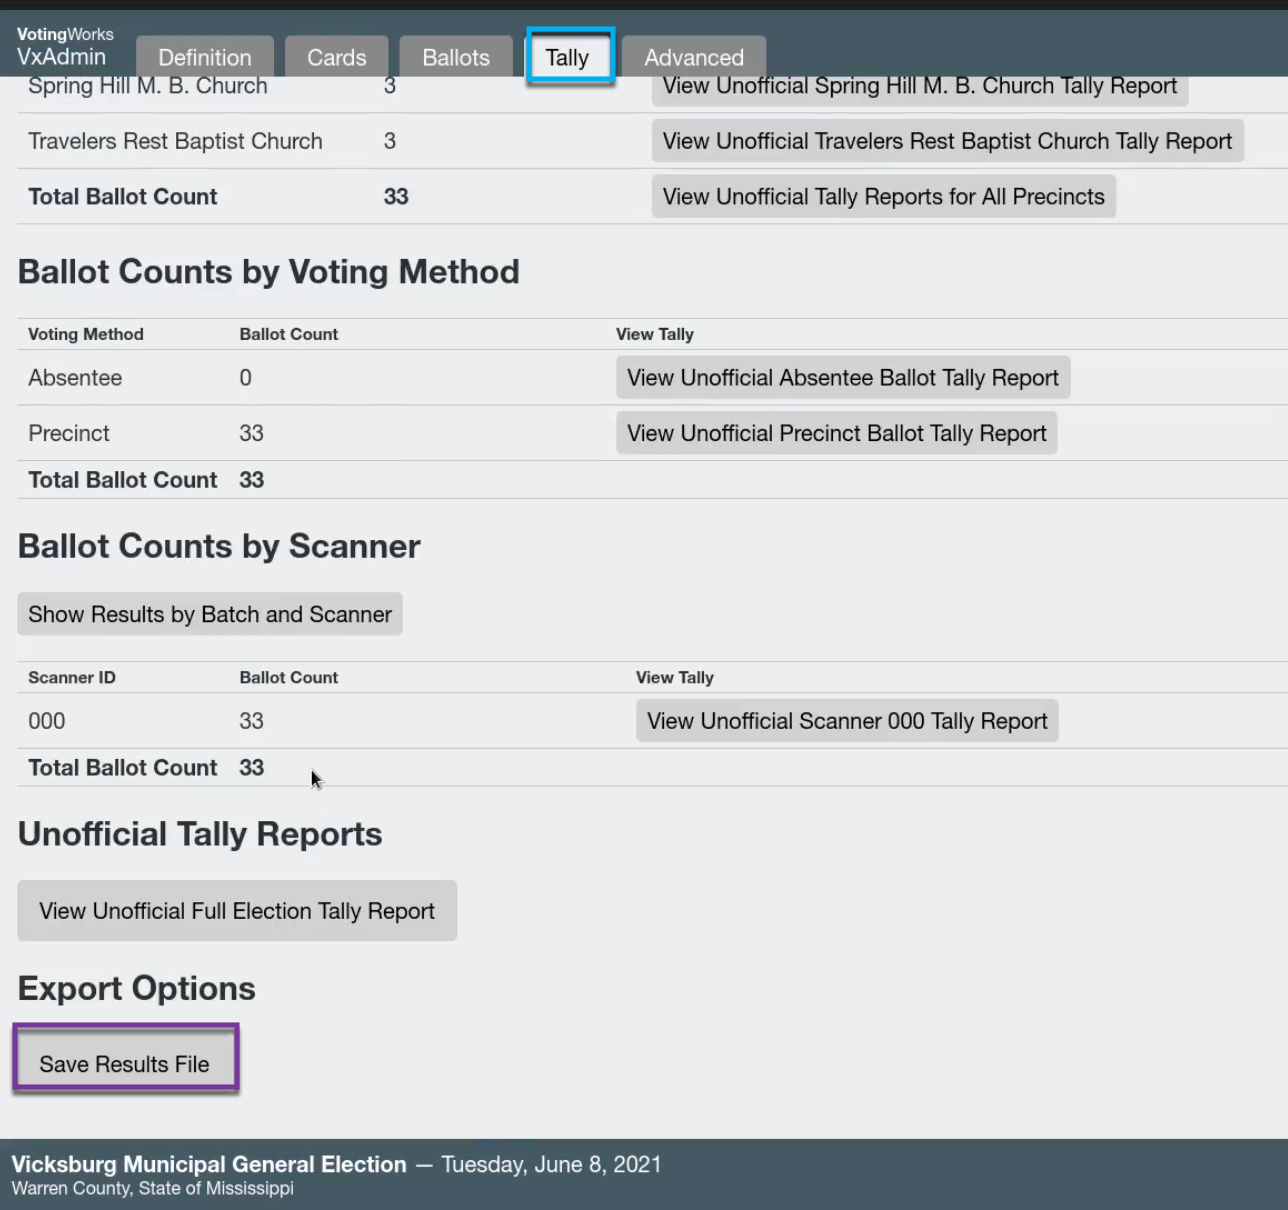 VotingWorks
VxAdmin
Definition
Cards
Ballots
Tally
Advanced
Spring Hill M. B. Church 3 View Unofficial Spring Hill M. B. Church Tally Report
Travelers Rest Baptist Church 3 View Unofficial Travelers Rest Baptist Church Tally Report
Total Ballot Count 33 View Unofficial Tally Reports for All Precincts
Ballot Counts by Voting Method
Voting Method Ballot Count View Tally
Absentee 0 View Unofficial Absentee Ballot Tally Report
Precinct 33 View Unofficial Precinct Ballot Tally Report
Total Ballot Count 33
Ballot Counts by Scanner
Show Results by Batch and Scanner
Scanner ID Ballot Count View Tally
000 33 View Unofficial Scanner 000 Tally Report
Total Ballot Count 33
Unofficial Tally Reports
View Unofficial Full Election Tally Report
Export Options
Save Results File
Vicksburg Municipal General Election — Tuesday, June 8, 2021
Warren County, State of Mississippi